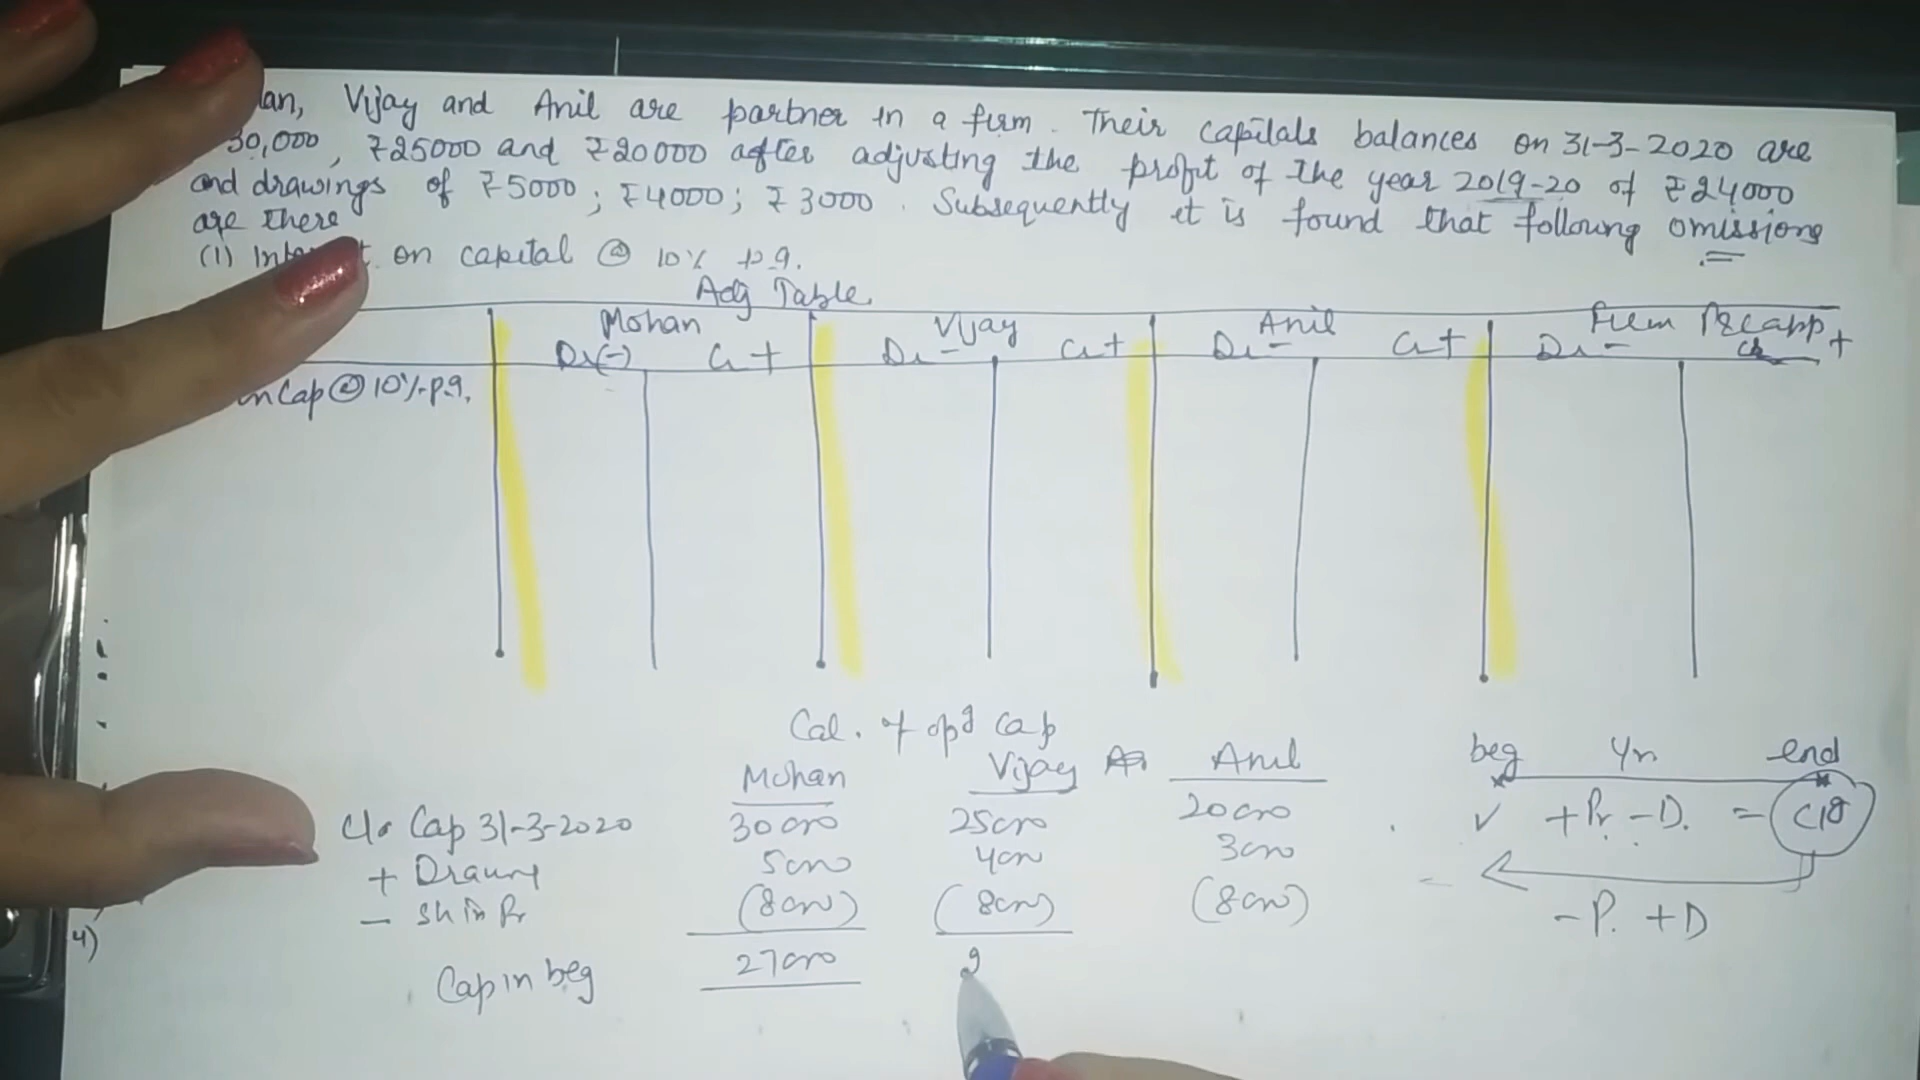 lan, Vijay and Anil are partner in a firm. Their capitals balances on 31-3-2020 are
30,000, ₹25000 and ₹20000 after adjusting the profit of the year 2019-20 of ₹24000
and drawings of ₹5000; ₹4000; ₹3000. Subsequently it is found that following omissions
are there
(1) Inte t on capital @ 10% p.a.
Adj Table
Mohan Vijay Anil Firm
Dr(-) Cr+ Dr- Cr+ Dr- Cr+ Dr- Cr +
on Cap @ 10% p.a.
Cal. of opg cap
Mohan Vijay Anil
beg Yr end
Clo Cap 31-3-2020 30000 25000 20000
✓ +Pr. -D. =
+ Drawing 5000 4000 3000
- Sh in Pr (8000) (8000) (8000)
-P. +D
4)
Cap in beg 27000 2